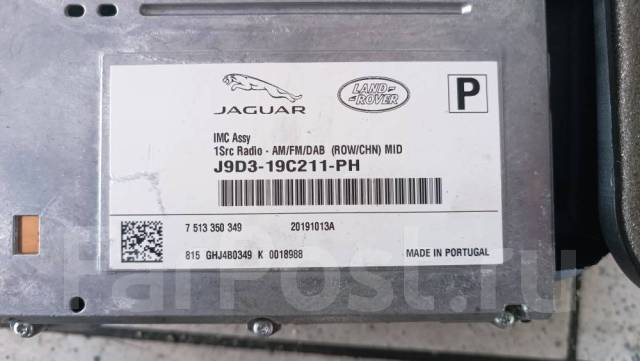 JAGUAR
LAND ROVER
P
IMC Assy
1Src Radio - AM/FM/DAB (ROW/CHN) MID
J9D3-19C211-PH
7 513 350 349 20191013A
815 GHJ4B0349 K 0018988 MADE IN PORTUGAL
FarPost.ru